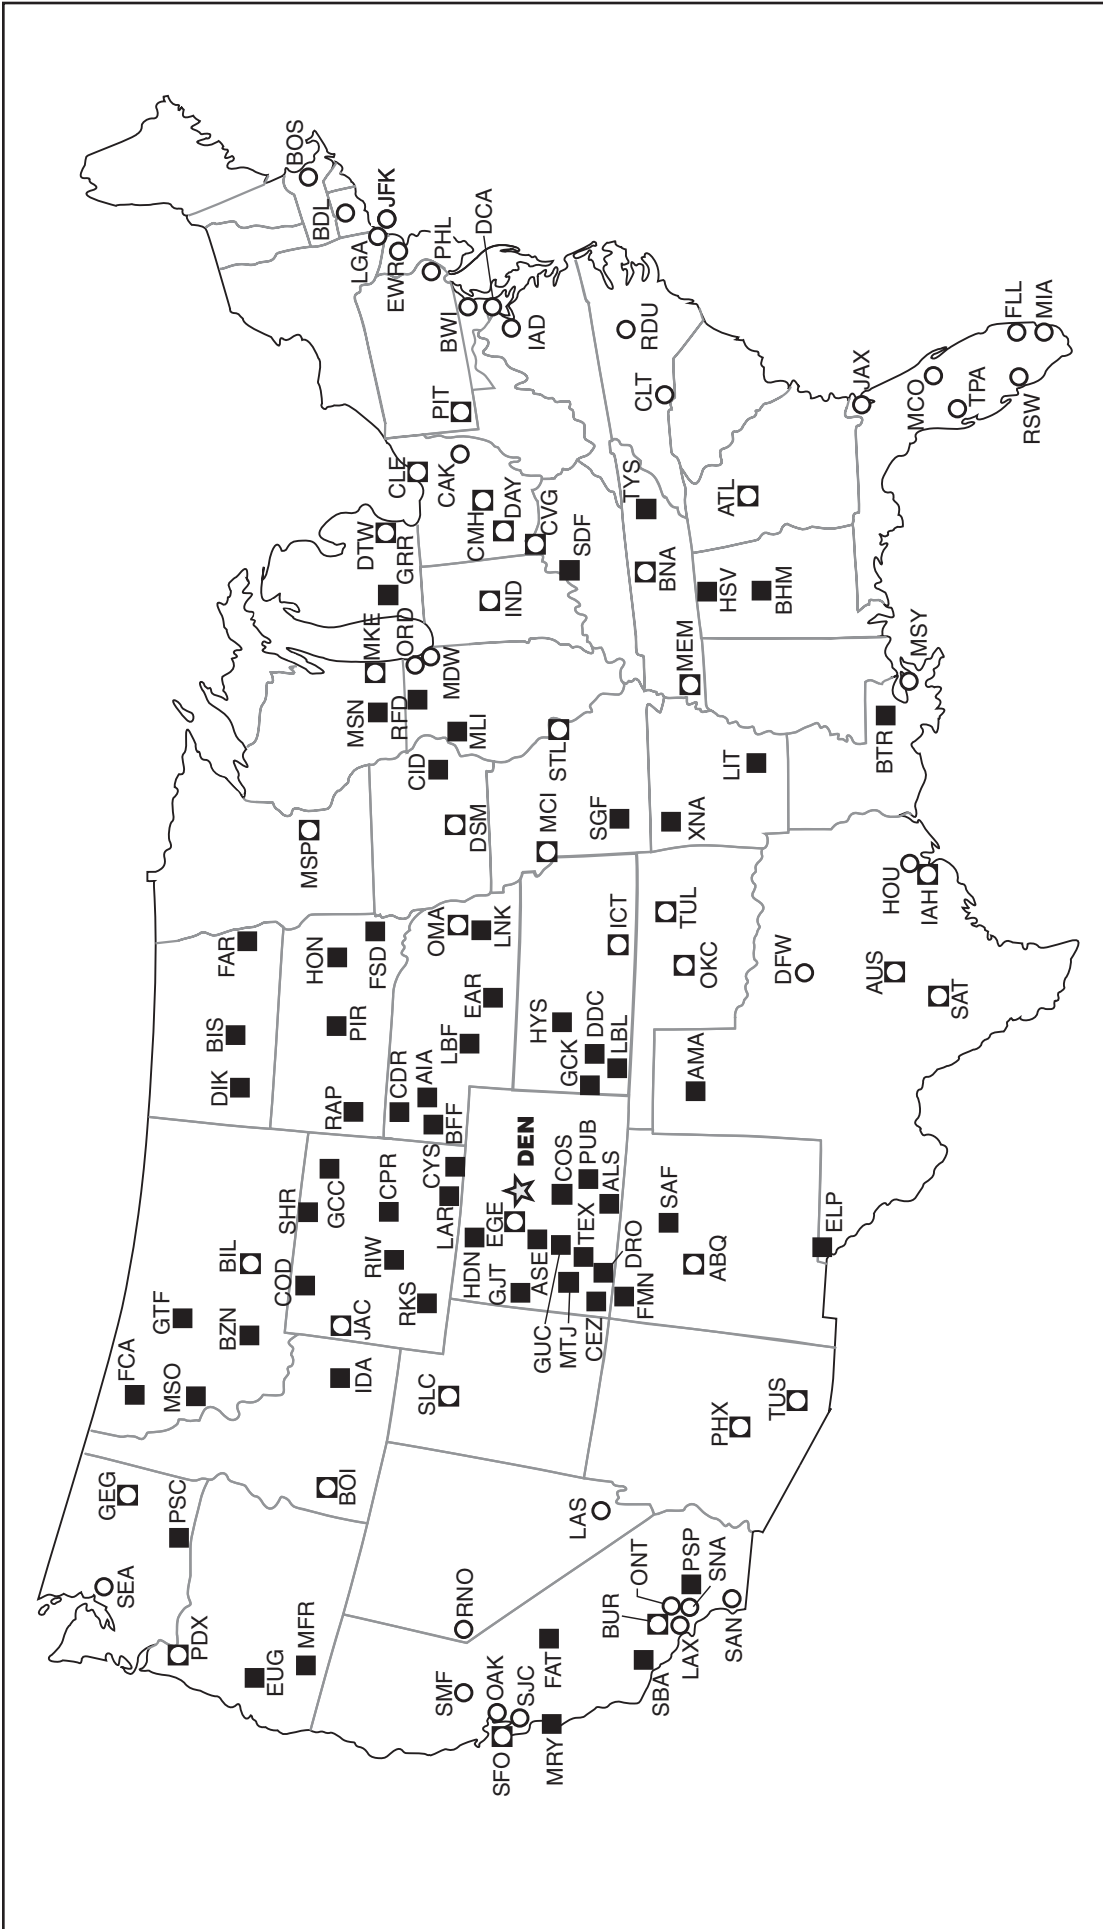 SEA
GEG
PSC
PDX
EUG
MFR
FCA
GTF
MSO
BZN
BIL
COD
SHR
GCC
JAC
IDA
BOI
RIW
CPR
RKS
LAR
CYS
DIK
BIS
FAR
RAP
PIR
HON
FSD
CDR
AIA
BFF
LBF
EAR
OMA
LNK
MSP
MSN
MKE
RFD
ORD
MDW
CID
MLI
DSM
GRR
DTW
CLE
CAK
CMH
DAY
CVG
IND
SDF
PIT
BOS
BDL
JFK
LGA
EWR
PHL
BWI
DCA
IAD
RDU
CLT
SMF
OAK
SJC
SFO
MRY
FAT
RNO
LAS
SLC
HDN
EGE
DEN
GJT
ASE
GUC
MTJ
CEZ
TEX
DRO
COS
PUB
ALS
FMN
SAF
ABQ
HYS
GCK
DDC
LBL
ICT
MCI
STL
SGF
XNA
LIT
TUL
OKC
AMA
BUR
ONT
PSP
SNA
SBA
LAX
SAN
PHX
TUS
ELP
DFW
AUS
SAT
HOU
IAH
BTR
MSY
MEM
BNA
TYS
HSV
BHM
ATL
JAX
MCO
TPA
RSW
FLL
MIA